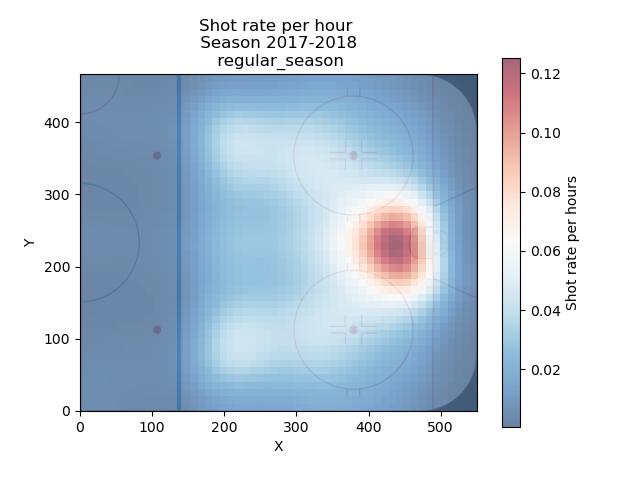 Shot rate per hour
Season 2017-2018
regular_season
400
300
200
100
0
Y
0
100
200
300
400
500
X
0.12
0.10
0.08
0.06
0.04
0.02
Shot rate per hours